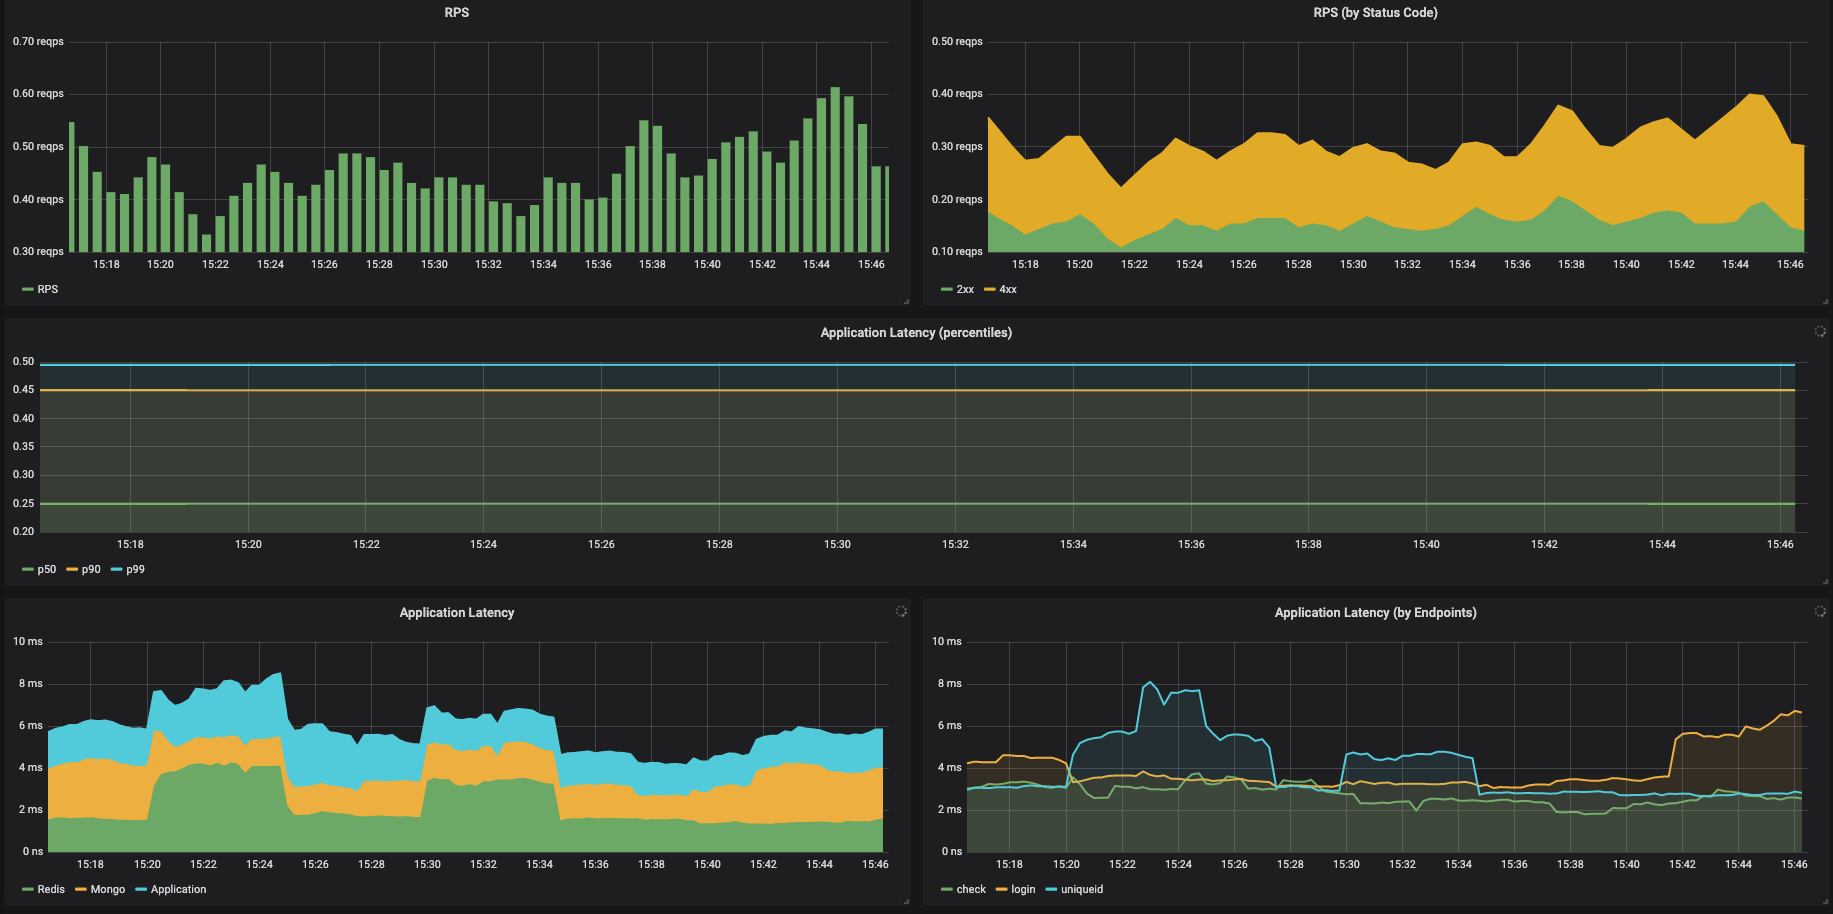 RPS
0.70 reqps
0.60 reqps
0.50 reqps
0.40 reqps
0.30 reqps
15:18 15:20 15:22 15:24 15:26 15:28 15:30 15:32 15:34 15:36 15:38 15:40 15:42 15:44 15:46
RPS
RPS (by Status Code)
0.50 reqps
0.40 reqps
0.30 reqps
0.20 reqps
0.10 reqps
15:18 15:20 15:22 15:24 15:26 15:28 15:30 15:32 15:34 15:36 15:38 15:40 15:42 15:44 15:46
2xx 4xx
Application Latency (percentiles)
0.50
0.45
0.40
0.35
0.30
0.25
0.20
15:18 15:20 15:22 15:24 15:26 15:28 15:30 15:32 15:34 15:36 15:38 15:40 15:42 15:44 15:46
p50 p90 p99
Application Latency
10 ms
8 ms
6 ms
4 ms
2 ms
0 ns
15:18 15:20 15:22 15:24 15:26 15:28 15:30 15:32 15:34 15:36 15:38 15:40 15:42 15:44 15:46
Redis Mongo Application
Application Latency (by Endpoints)
10 ms
8 ms
6 ms
4 ms
2 ms
0 ns
15:18 15:20 15:22 15:24 15:26 15:28 15:30 15:32 15:34 15:36 15:38 15:40 15:42 15:44 15:46
check login uniqueid